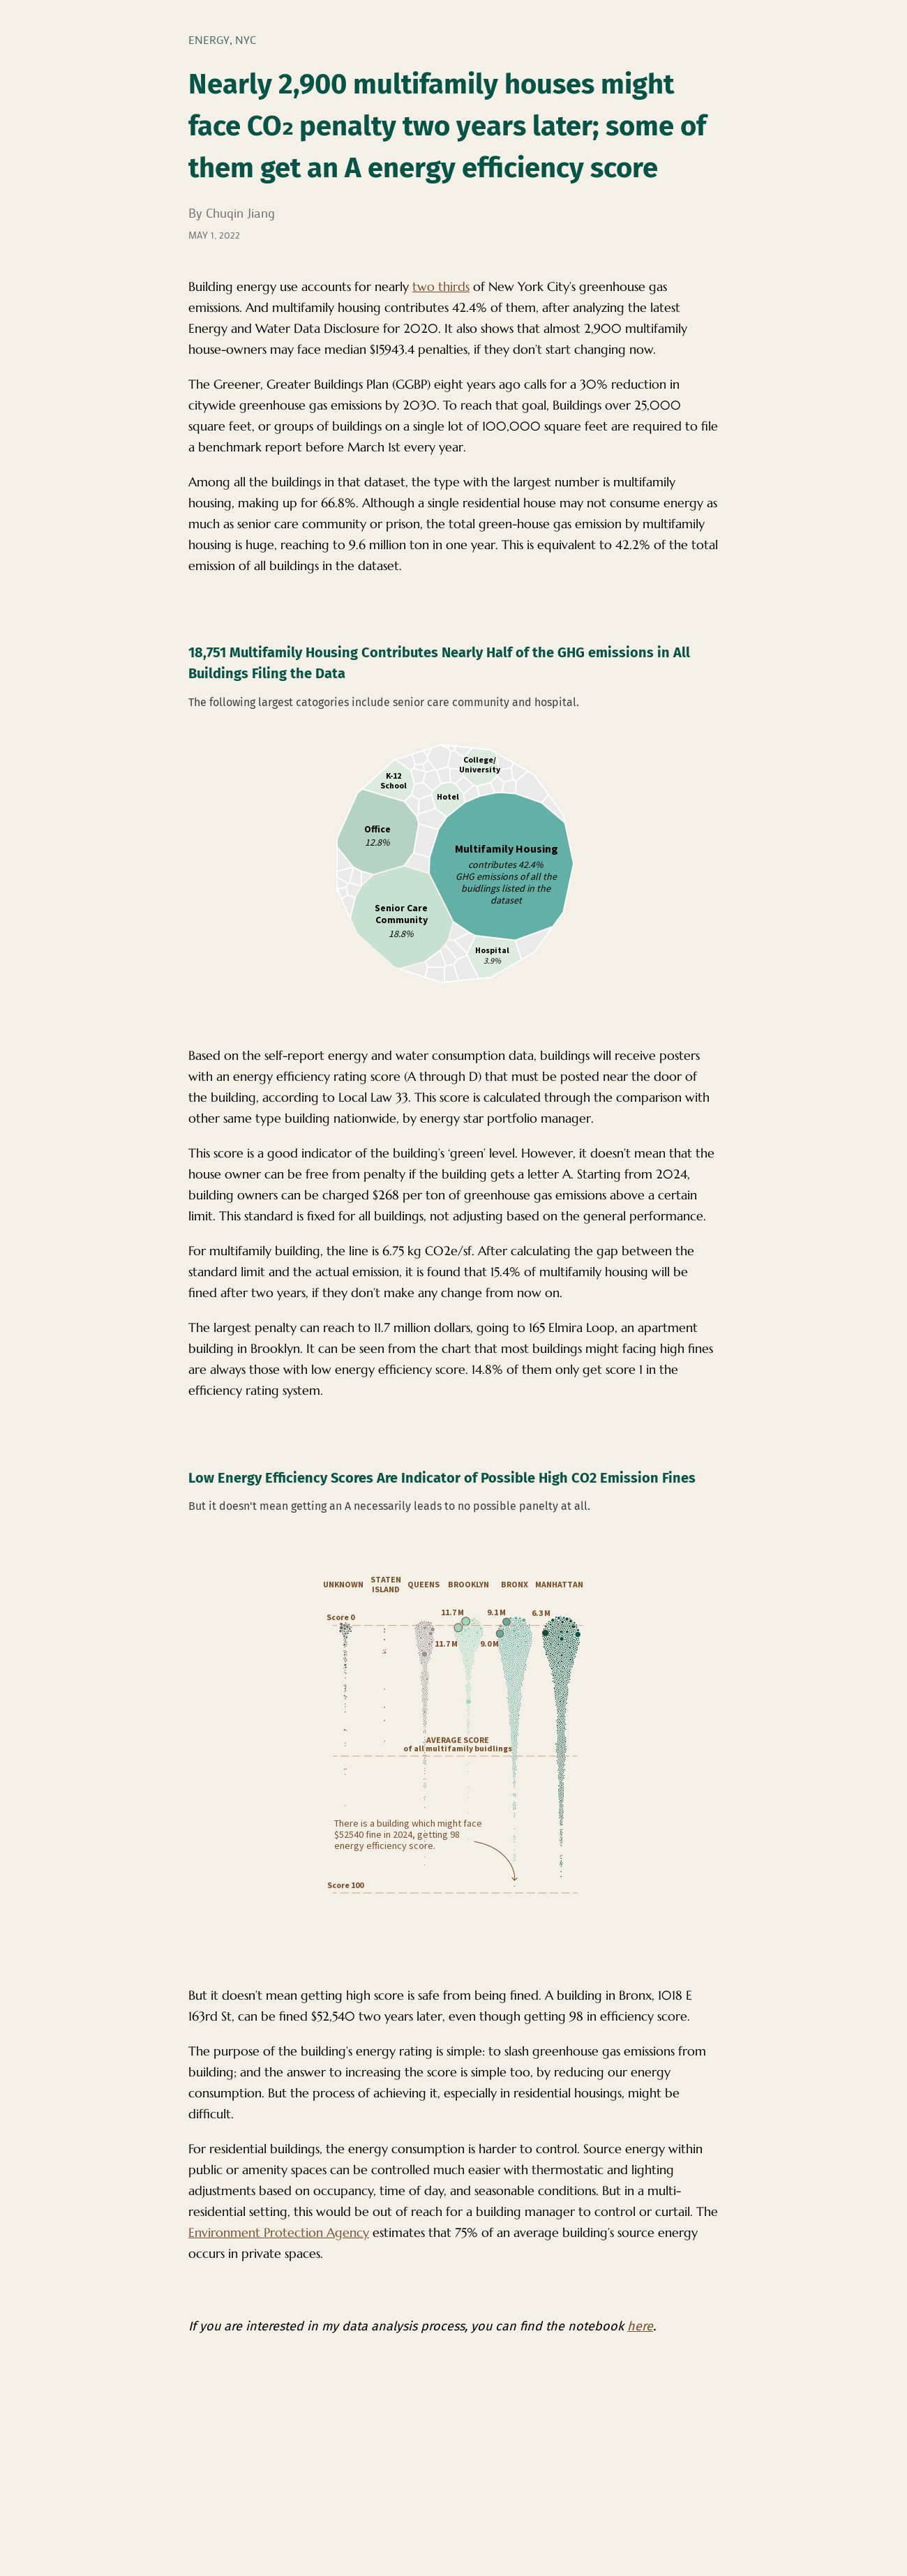 ENERGY, NYC
Nearly 2,900 multifamily houses might
face CO₂ penalty two years later; some of
them get an A energy efficiency score
By Chuqin Jiang
MAY 1, 2022
Building energy use accounts for nearly two thirds of New York City's greenhouse gas
emissions. And multifamily housing contributes 42.4% of them, after analyzing the latest
Energy and Water Data Disclosure for 2020. It also shows that almost 2,900 multifamily
house-owners may face median $15943.4 penalties, if they don't start changing now.
The Greener, Greater Buildings Plan (GGBP) eight years ago calls for a 30% reduction in
citywide greenhouse gas emissions by 2030. To reach that goal, Buildings over 25,000
square feet, or groups of buildings on a single lot of 100,000 square feet are required to file
a benchmark report before March 1st every year.
Among all the buildings in that dataset, the type with the largest number is multifamily
housing, making up for 66.8%. Although a single residential house may not consume energy as
much as senior care community or prison, the total green-house gas emission by multifamily
housing is huge, reaching to 9.6 million ton in one year. This is equivalent to 42.2% of the total
emission of all buildings in the dataset.
18,751 Multifamily Housing Contributes Nearly Half of the GHG emissions in All
Buildings Filing the Data
The following largest catogories include senior care community and hospital.
College/
University
K-12
School
Hotel
Office
12.8%
Multifamily Housing
contributes 42.4%
GHG emissions of all the
buidlings listed in the
dataset
Senior Care
Community
18.8%
Hospital
3.9%
Based on the self-report energy and water consumption data, buildings will receive posters
with an energy efficiency rating score (A through D) that must be posted near the door of
the building, according to Local Law 33. This score is calculated through the comparison with
other same type building nationwide, by energy star portfolio manager.
This score is a good indicator of the building's 'green' level. However, it doesn't mean that the
house owner can be free from penalty if the building gets a letter A. Starting from 2024,
building owners can be charged $268 per ton of greenhouse gas emissions above a certain
limit. This standard is fixed for all buildings, not adjusting based on the general performance.
For multifamily building, the line is 6.75 kg CO2e/sf. After calculating the gap between the
standard limit and the actual emission, it is found that 15.4% of multifamily housing will be
fined after two years, if they don't make any change from now on.
The largest penalty can reach to 11.7 million dollars, going to 165 Elmira Loop, an apartment
building in Brooklyn. It can be seen from the chart that most buildings might facing high fines
are always those with low energy efficiency score. 14.8% of them only get score 1 in the
efficiency rating system.
Low Energy Efficiency Scores Are Indicator of Possible High CO2 Emission Fines
But it doesn't mean getting an A necessarily leads to no possible panelty at all.
UNKNOWN STATEN ISLAND QUEENS BROOKLYN BRONX MANHATTAN
11.7 M 9.1 M 6.3 M
Score 0
11.7 M 9.0 M
AVERAGE SCORE
of all multifamily buidlings
There is a building which might face
$52540 fine in 2024, getting 98
energy efficiency score.
Score 100
But it doesn't mean getting high score is safe from being fined. A building in Bronx, 1018 E
163rd St, can be fined $52,540 two years later, even though getting 98 in efficiency score.
The purpose of the building's energy rating is simple: to slash greenhouse gas emissions from
building; and the answer to increasing the score is simple too, by reducing our energy
consumption. But the process of achieving it, especially in residential housings, might be
difficult.
For residential buildings, the energy consumption is harder to control. Source energy within
public or amenity spaces can be controlled much easier with thermostatic and lighting
adjustments based on occupancy, time of day, and seasonable conditions. But in a multi-
residential setting, this would be out of reach for a building manager to control or curtail. The
Environment Protection Agency estimates that 75% of an average building's source energy
occurs in private spaces.
If you are interested in my data analysis process, you can find the notebook here.